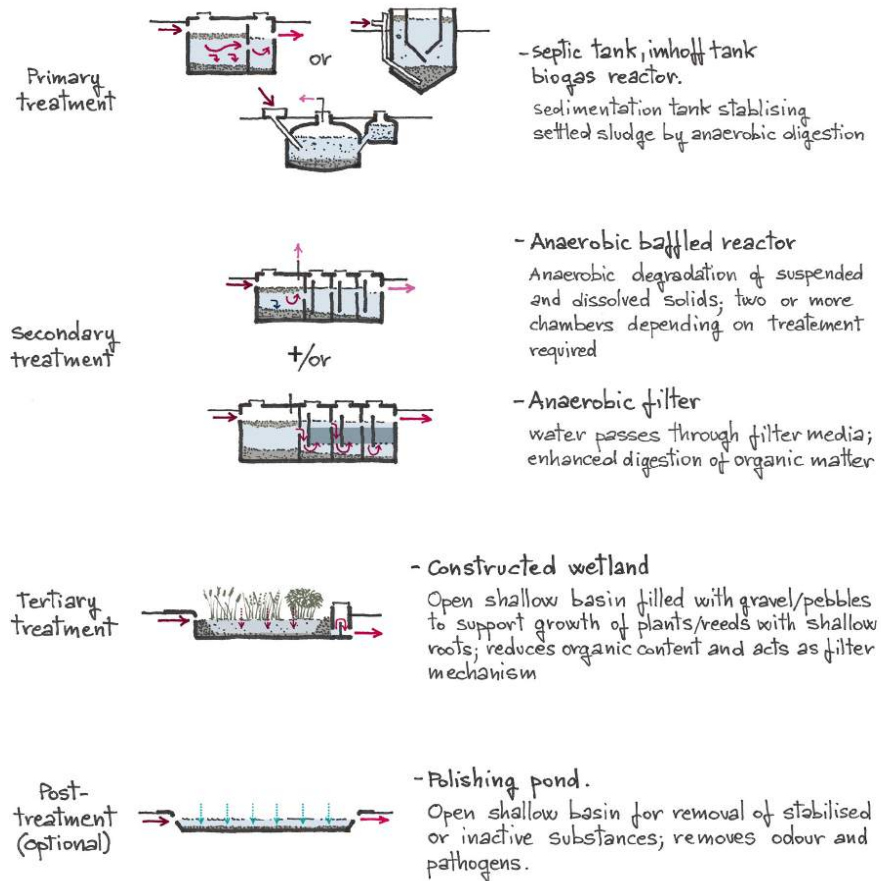 Primary
treatment
or
- septic tank, imhoff tank
biogas reactor.
sedimentation tank stablising
settled sludge by anaerobic digestion
Secondary
treatment
+/or
- Anaerobic baffled reactor
Anaerobic degradation of suspended
and dissolved solids; two or more
chambers depending on treatement
required
- Anaerobic filter
water passes through filter media;
enhanced digestion of organic matter
Tertiary
treatment
- Constructed wetland
Open shallow basin filled with gravel/pebbles
to support growth of plants/reeds with shallow
roots; reduces organic content and acts as filter
mechanism
Post-
treatment
(optional)
- Polishing pond.
Open shallow basin for removal of stabilised
or inactive substances; removes odour and
pathogens.